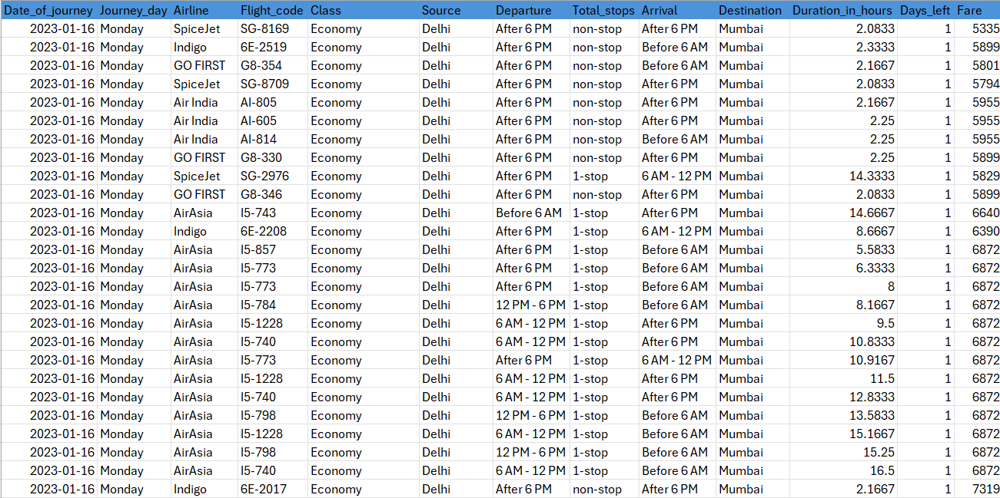 Date_of_journey Journey_day Airline Flight_code Class Source Departure Total_stops Arrival Destination Duration_in_hours Days_left Fare
2023-01-16 Monday SpiceJet SG-8169 Economy Delhi After 6 PM non-stop After 6 PM Mumbai 2.0833 1 5335
2023-01-16 Monday Indigo 6E-2519 Economy Delhi After 6 PM non-stop Before 6 AM Mumbai 2.3333 1 5899
2023-01-16 Monday GO FIRST G8-354 Economy Delhi After 6 PM non-stop Before 6 AM Mumbai 2.1667 1 5801
2023-01-16 Monday SpiceJet SG-8709 Economy Delhi After 6 PM non-stop After 6 PM Mumbai 2.0833 1 5794
2023-01-16 Monday Air India AI-805 Economy Delhi After 6 PM non-stop After 6 PM Mumbai 2.1667 1 5955
2023-01-16 Monday Air India AI-605 Economy Delhi After 6 PM non-stop After 6 PM Mumbai 2.25 1 5955
2023-01-16 Monday Air India AI-814 Economy Delhi After 6 PM non-stop Before 6 AM Mumbai 2.25 1 5955
2023-01-16 Monday GO FIRST G8-330 Economy Delhi After 6 PM non-stop After 6 PM Mumbai 2.25 1 5899
2023-01-16 Monday SpiceJet SG-2976 Economy Delhi After 6 PM 1-stop 6 AM - 12 PM Mumbai 14.3333 1 5829
2023-01-16 Monday GO FIRST G8-346 Economy Delhi After 6 PM non-stop After 6 PM Mumbai 2.0833 1 5899
2023-01-16 Monday AirAsia I5-743 Economy Delhi Before 6 AM 1-stop After 6 PM Mumbai 14.6667 1 6640
2023-01-16 Monday Indigo 6E-2208 Economy Delhi After 6 PM 1-stop 6 AM - 12 PM Mumbai 8.6667 1 6390
2023-01-16 Monday AirAsia I5-857 Economy Delhi After 6 PM 1-stop Before 6 AM Mumbai 5.5833 1 6872
2023-01-16 Monday AirAsia I5-773 Economy Delhi After 6 PM 1-stop Before 6 AM Mumbai 6.3333 1 6872
2023-01-16 Monday AirAsia I5-773 Economy Delhi After 6 PM 1-stop Before 6 AM Mumbai 8 1 6872
2023-01-16 Monday AirAsia I5-784 Economy Delhi 12 PM - 6 PM 1-stop Before 6 AM Mumbai 8.1667 1 6872
2023-01-16 Monday AirAsia I5-1228 Economy Delhi 6 AM - 12 PM 1-stop After 6 PM Mumbai 9.5 1 6872
2023-01-16 Monday AirAsia I5-740 Economy Delhi 6 AM - 12 PM 1-stop After 6 PM Mumbai 10.8333 1 6872
2023-01-16 Monday AirAsia I5-773 Economy Delhi After 6 PM 1-stop 6 AM - 12 PM Mumbai 10.9167 1 6872
2023-01-16 Monday AirAsia I5-1228 Economy Delhi 6 AM - 12 PM 1-stop After 6 PM Mumbai 11.5 1 6872
2023-01-16 Monday AirAsia I5-740 Economy Delhi 6 AM - 12 PM 1-stop After 6 PM Mumbai 12.8333 1 6872
2023-01-16 Monday AirAsia I5-798 Economy Delhi 12 PM - 6 PM 1-stop Before 6 AM Mumbai 13.5833 1 6872
2023-01-16 Monday AirAsia I5-1228 Economy Delhi 6 AM - 12 PM 1-stop Before 6 AM Mumbai 15.1667 1 6872
2023-01-16 Monday AirAsia I5-798 Economy Delhi 12 PM - 6 PM 1-stop Before 6 AM Mumbai 15.25 1 6872
2023-01-16 Monday AirAsia I5-740 Economy Delhi 6 AM - 12 PM 1-stop Before 6 AM Mumbai 16.5 1 6872
2023-01-16 Monday Indigo 6E-2017 Economy Delhi After 6 PM non-stop After 6 PM Mumbai 2.1667 1 7319